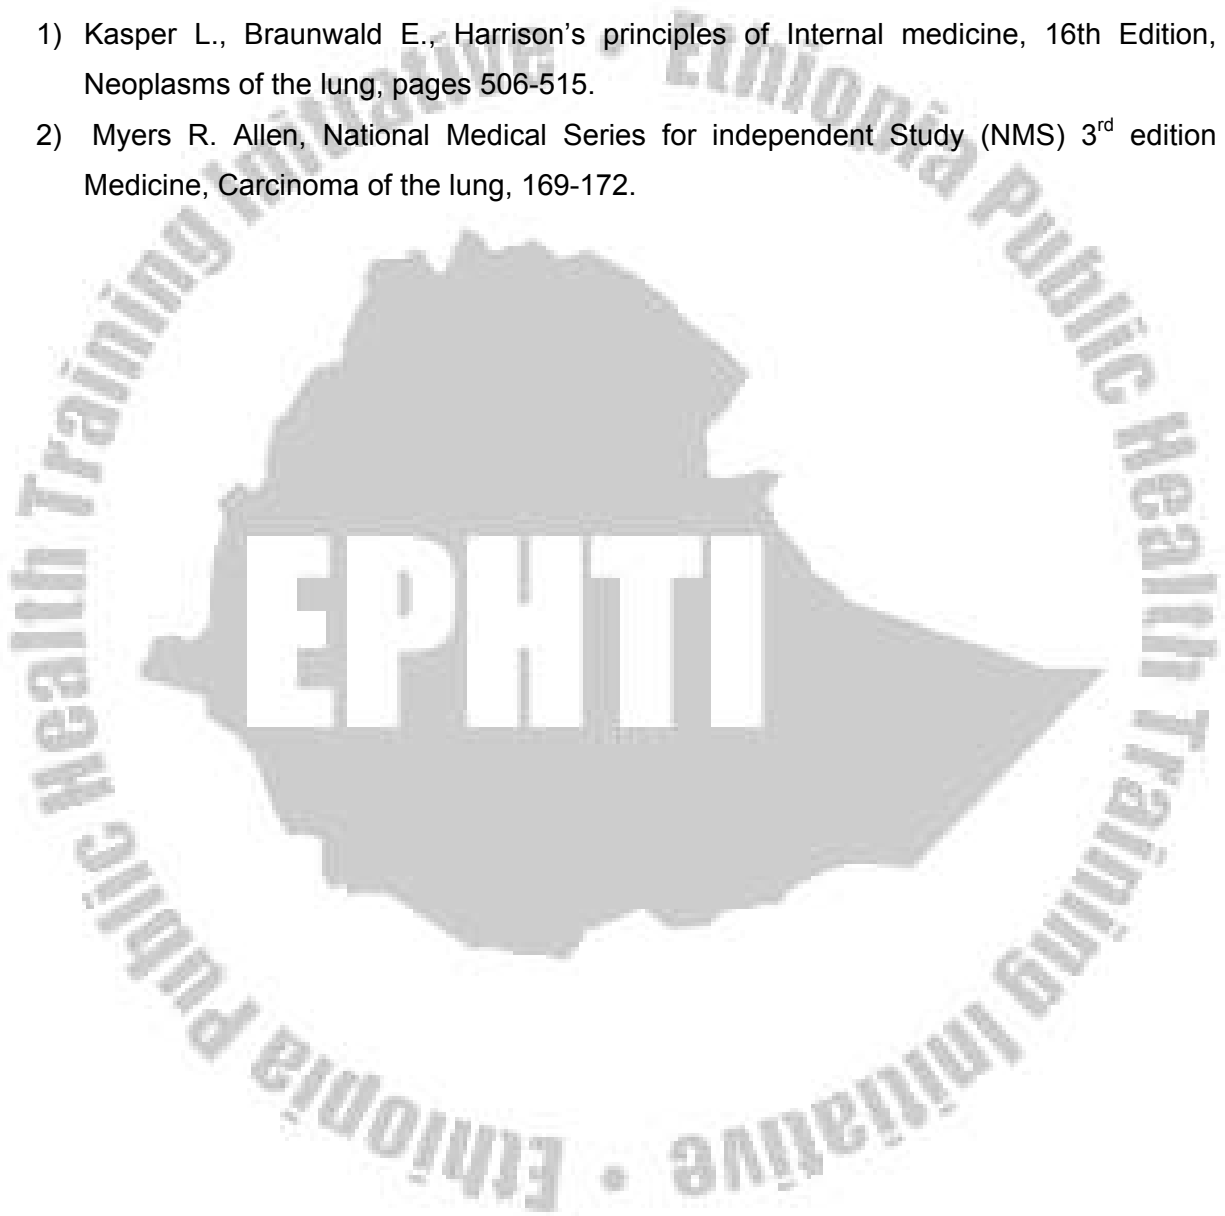 1) Kasper L., Braunwald E., Harrison’s principles of Internal medicine, 16th Edition,
Neoplasms of the lung, pages 506-515.
2) Myers R. Allen, National Medical Series for independent Study (NMS) 3rd edition
Medicine, Carcinoma of the lung, 169-172.
Ethiopia Public Health Training Initiative • Ethiopia Public Health Training Initiative •
EPHTI